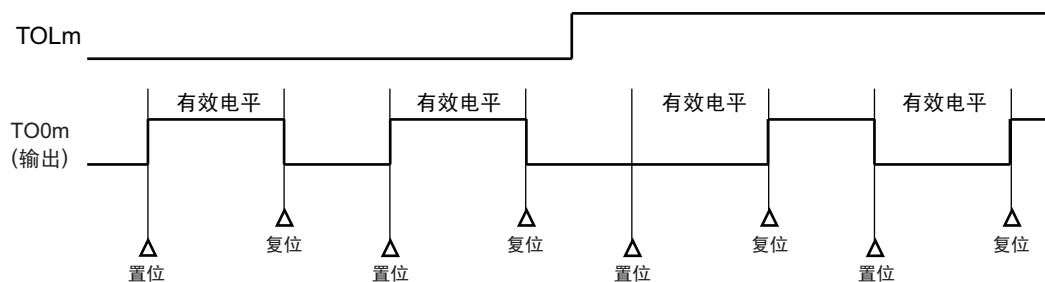 TOLm
有效电平 有效电平 有效电平 有效电平
TO0m
(输出)
复位 复位 复位 复位
置位 置位 置位 置位